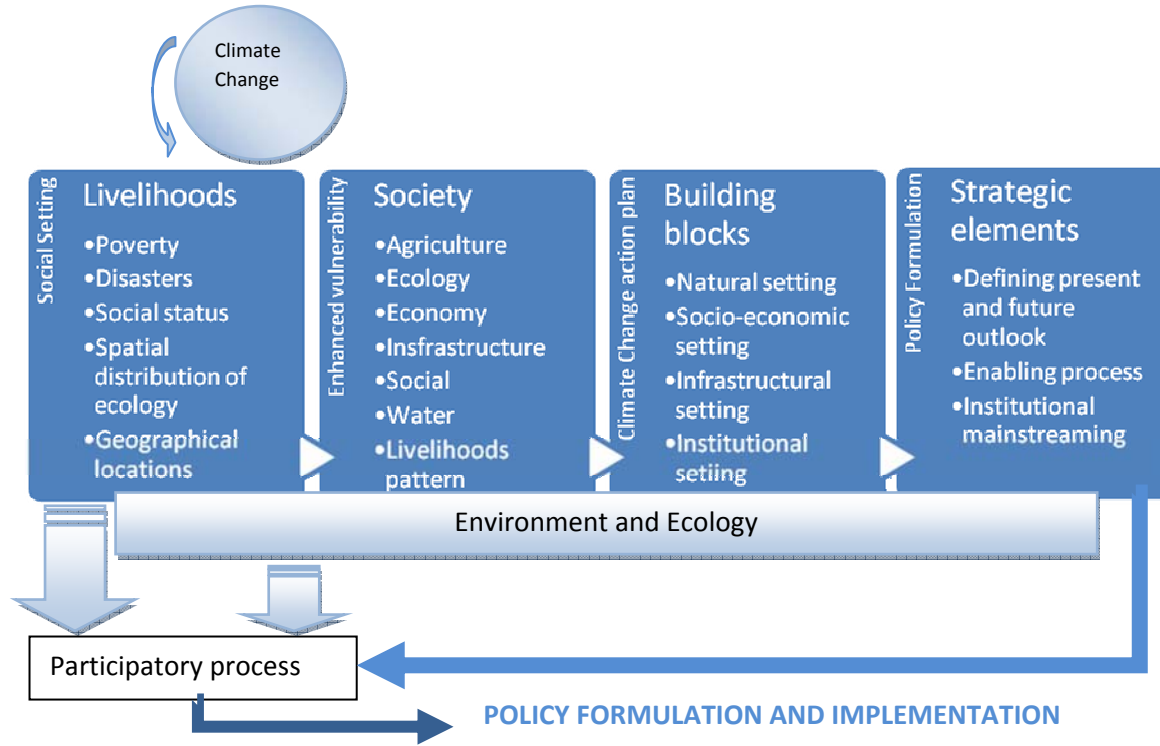 Climate
Change
Social Setting
Livelihoods
•Poverty
•Disasters
•Social status
•Spatial
distribution of
ecology
•Geographical
locations
Enhanced vulnerability
Society
•Agriculture
•Ecology
•Economy
•Insfrastructure
•Social
•Water
•Livelihoods
pattern
Climate Change action plan
Building
blocks
•Natural setting
•Socio-economic
setting
•Infrastructural
setting
•Institutional
setiing
Policy Formulation
Strategic
elements
•Defining present
and future
outlook
•Enabling process
•Institutional
mainstreaming
Environment and Ecology
Participatory process
POLICY FORMULATION AND IMPLEMENTATION